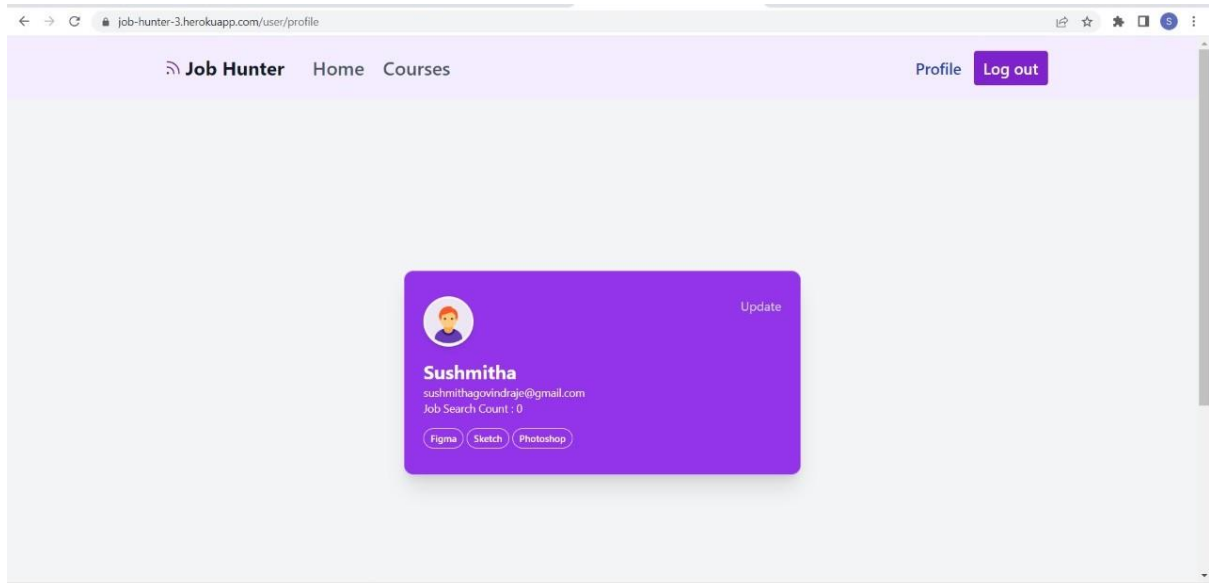 job-hunter-3.herokuapp.com/user/profile
S
Job Hunter Home Courses Profile Log out
Update
Sushmitha
sushmithagovindraje@gmail.com
Job Search Count : 0
Figma Sketch Photoshop